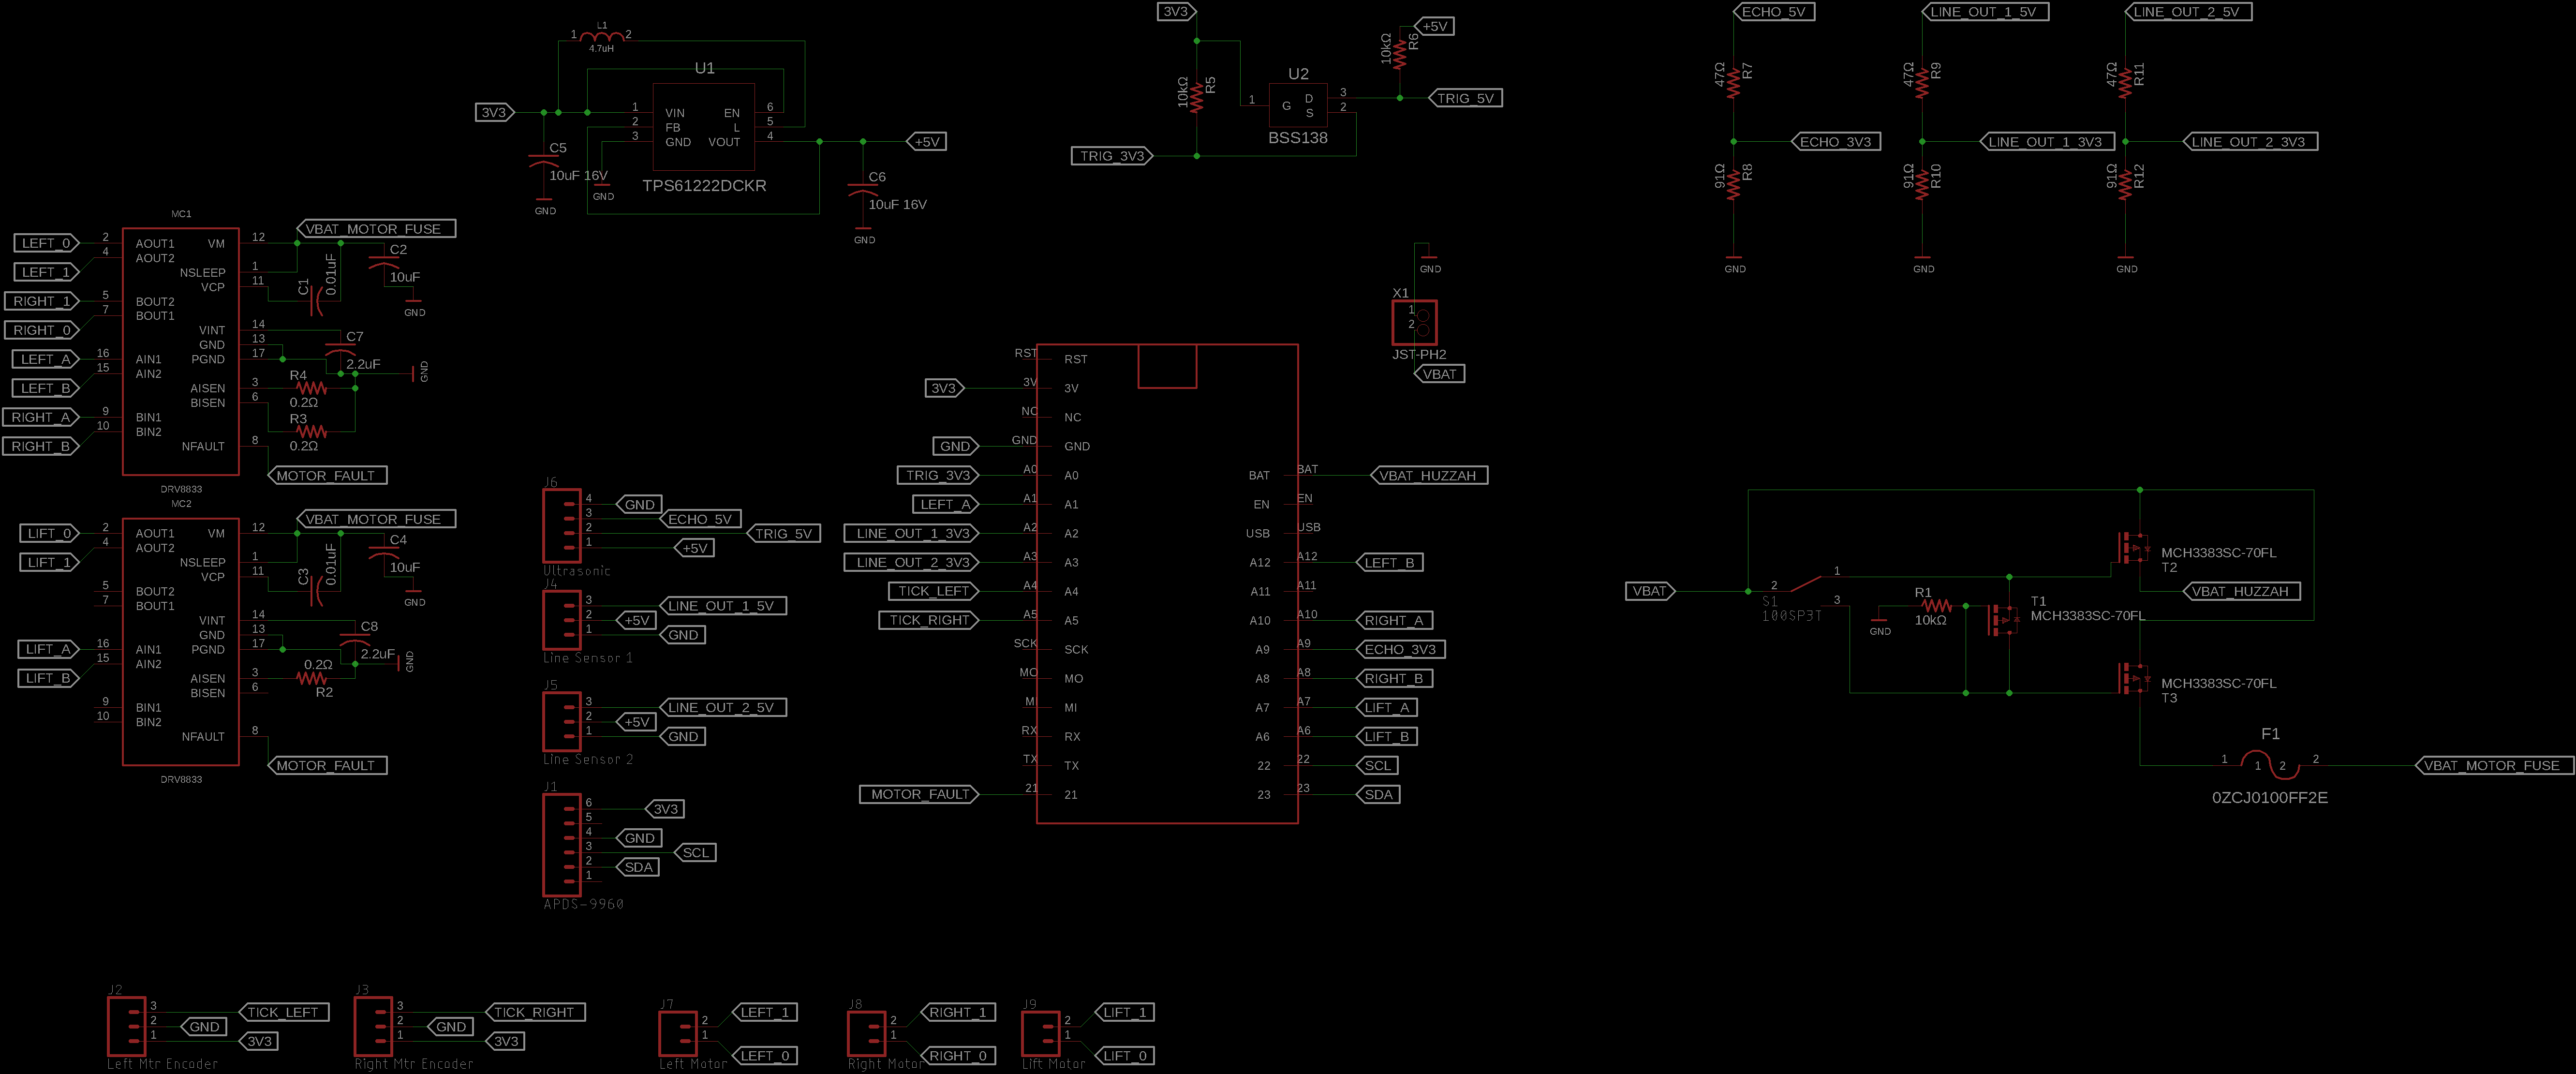 L1
1 2
4.7uH
U1
3V3
1 VIN EN 6
2 FB L 5
3 GND VOUT 4
+5V
C5
10uF 16V
GND
GND
TPS61222DCKR
C6
10uF 16V
GND
3V3
10kΩ
R5
10kΩ
R6
+5V
U2
1 G D 3
S 2
BSS138
TRIG_5V
TRIG_3V3
ECHO_5V
47Ω
R7
ECHO_3V3
91Ω
R8
GND
LINE_OUT_1_5V
47Ω
R9
LINE_OUT_1_3V3
91Ω
R10
GND
LINE_OUT_2_5V
47Ω
R11
LINE_OUT_2_3V3
91Ω
R12
GND
MC1
LEFT_0 2 AOUT1 VM 12
LEFT_1 4 AOUT2
NSLEEP 1
VCP 11
RIGHT_1 5 BOUT2
RIGHT_0 7 BOUT1
VINT 14
GND 13
PGND 17
LEFT_A 16 AIN1
LEFT_B 15 AIN2
AISEN 3
BISEN 6
RIGHT_A 9 BIN1
RIGHT_B 10 BIN2
NFAULT 8
VBAT_MOTOR_FUSE
C1
0.01uF
C2
10uF
GND
C7
2.2uF
GND
R4
0.2Ω
R3
0.2Ω
MOTOR_FAULT
DRV8833
MC2
LIFT_0 2 AOUT1 VM 12
LIFT_1 4 AOUT2
NSLEEP 1
VCP 11
5 BOUT2
7 BOUT1
VINT 14
GND 13
PGND 17
LIFT_A 16 AIN1
LIFT_B 15 AIN2
AISEN 3
BISEN 6
9 BIN1
10 BIN2
NFAULT 8
VBAT_MOTOR_FUSE
C3
0.01uF
C4
10uF
GND
C8
2.2uF
GND
0.2Ω
R2
MOTOR_FAULT
DRV8833
J6
4 GND
3 ECHO_5V
2 TRIG_5V
1 +5V
Ultrasonic
J4
3 LINE_OUT_1_5V
2 +5V
1 GND
Line Sensor 1
J5
3 LINE_OUT_2_5V
2 +5V
1 GND
Line Sensor 2
J1
6 3V3
5
4 GND
3 SCL
2 SDA
1
APDS-9960
GND
X1
1
2
JST-PH2
VBAT
RST RST
3V3 3V 3V
NC NC
GND GND GND
TRIG_3V3 A0 A0
LEFT_A A1 A1
LINE_OUT_1_3V3 A2 A2
LINE_OUT_2_3V3 A3 A3
TICK_LEFT A4 A4
TICK_RIGHT A5 A5
SCK SCK
MO MO
MI MI
RX RX
TX TX
MOTOR_FAULT 21 21
BAT BAT VBAT_HUZZAH
EN EN
USB USB
A12 A12 LEFT_B
A11 A11
A10 A10 RIGHT_A
A9 A9 ECHO_3V3
A8 A8 RIGHT_B
A7 A7 LIFT_A
A6 A6 LIFT_B
22 22 SCL
23 23 SDA
VBAT
2 1
3
S1
100SP3T
GND
R1
10kΩ
T1
MCH3383SC-70FL
MCH3383SC-70FL
T2
VBAT_HUZZAH
MCH3383SC-70FL
T3
F1
1 1 2 2
0ZCJ0100FF2E
VBAT_MOTOR_FUSE
J2
3 TICK_LEFT
2 GND
1 3V3
Left Mtr Encoder
J3
3 TICK_RIGHT
2 GND
1 3V3
Right Mtr Encoder
J7
2 LEFT_1
1 LEFT_0
Left Motor
J8
2 RIGHT_1
1 RIGHT_0
Right Motor
J9
2 LIFT_1
1 LIFT_0
Lift Motor